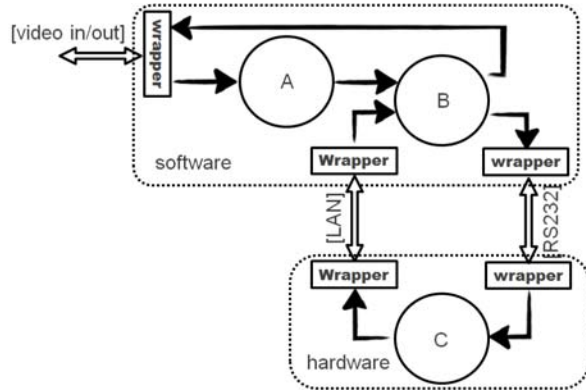 [video in/out]
wrapper
A
B
software
Wrapper
wrapper
[LAN]
[RS232]
Wrapper
wrapper
C
hardware